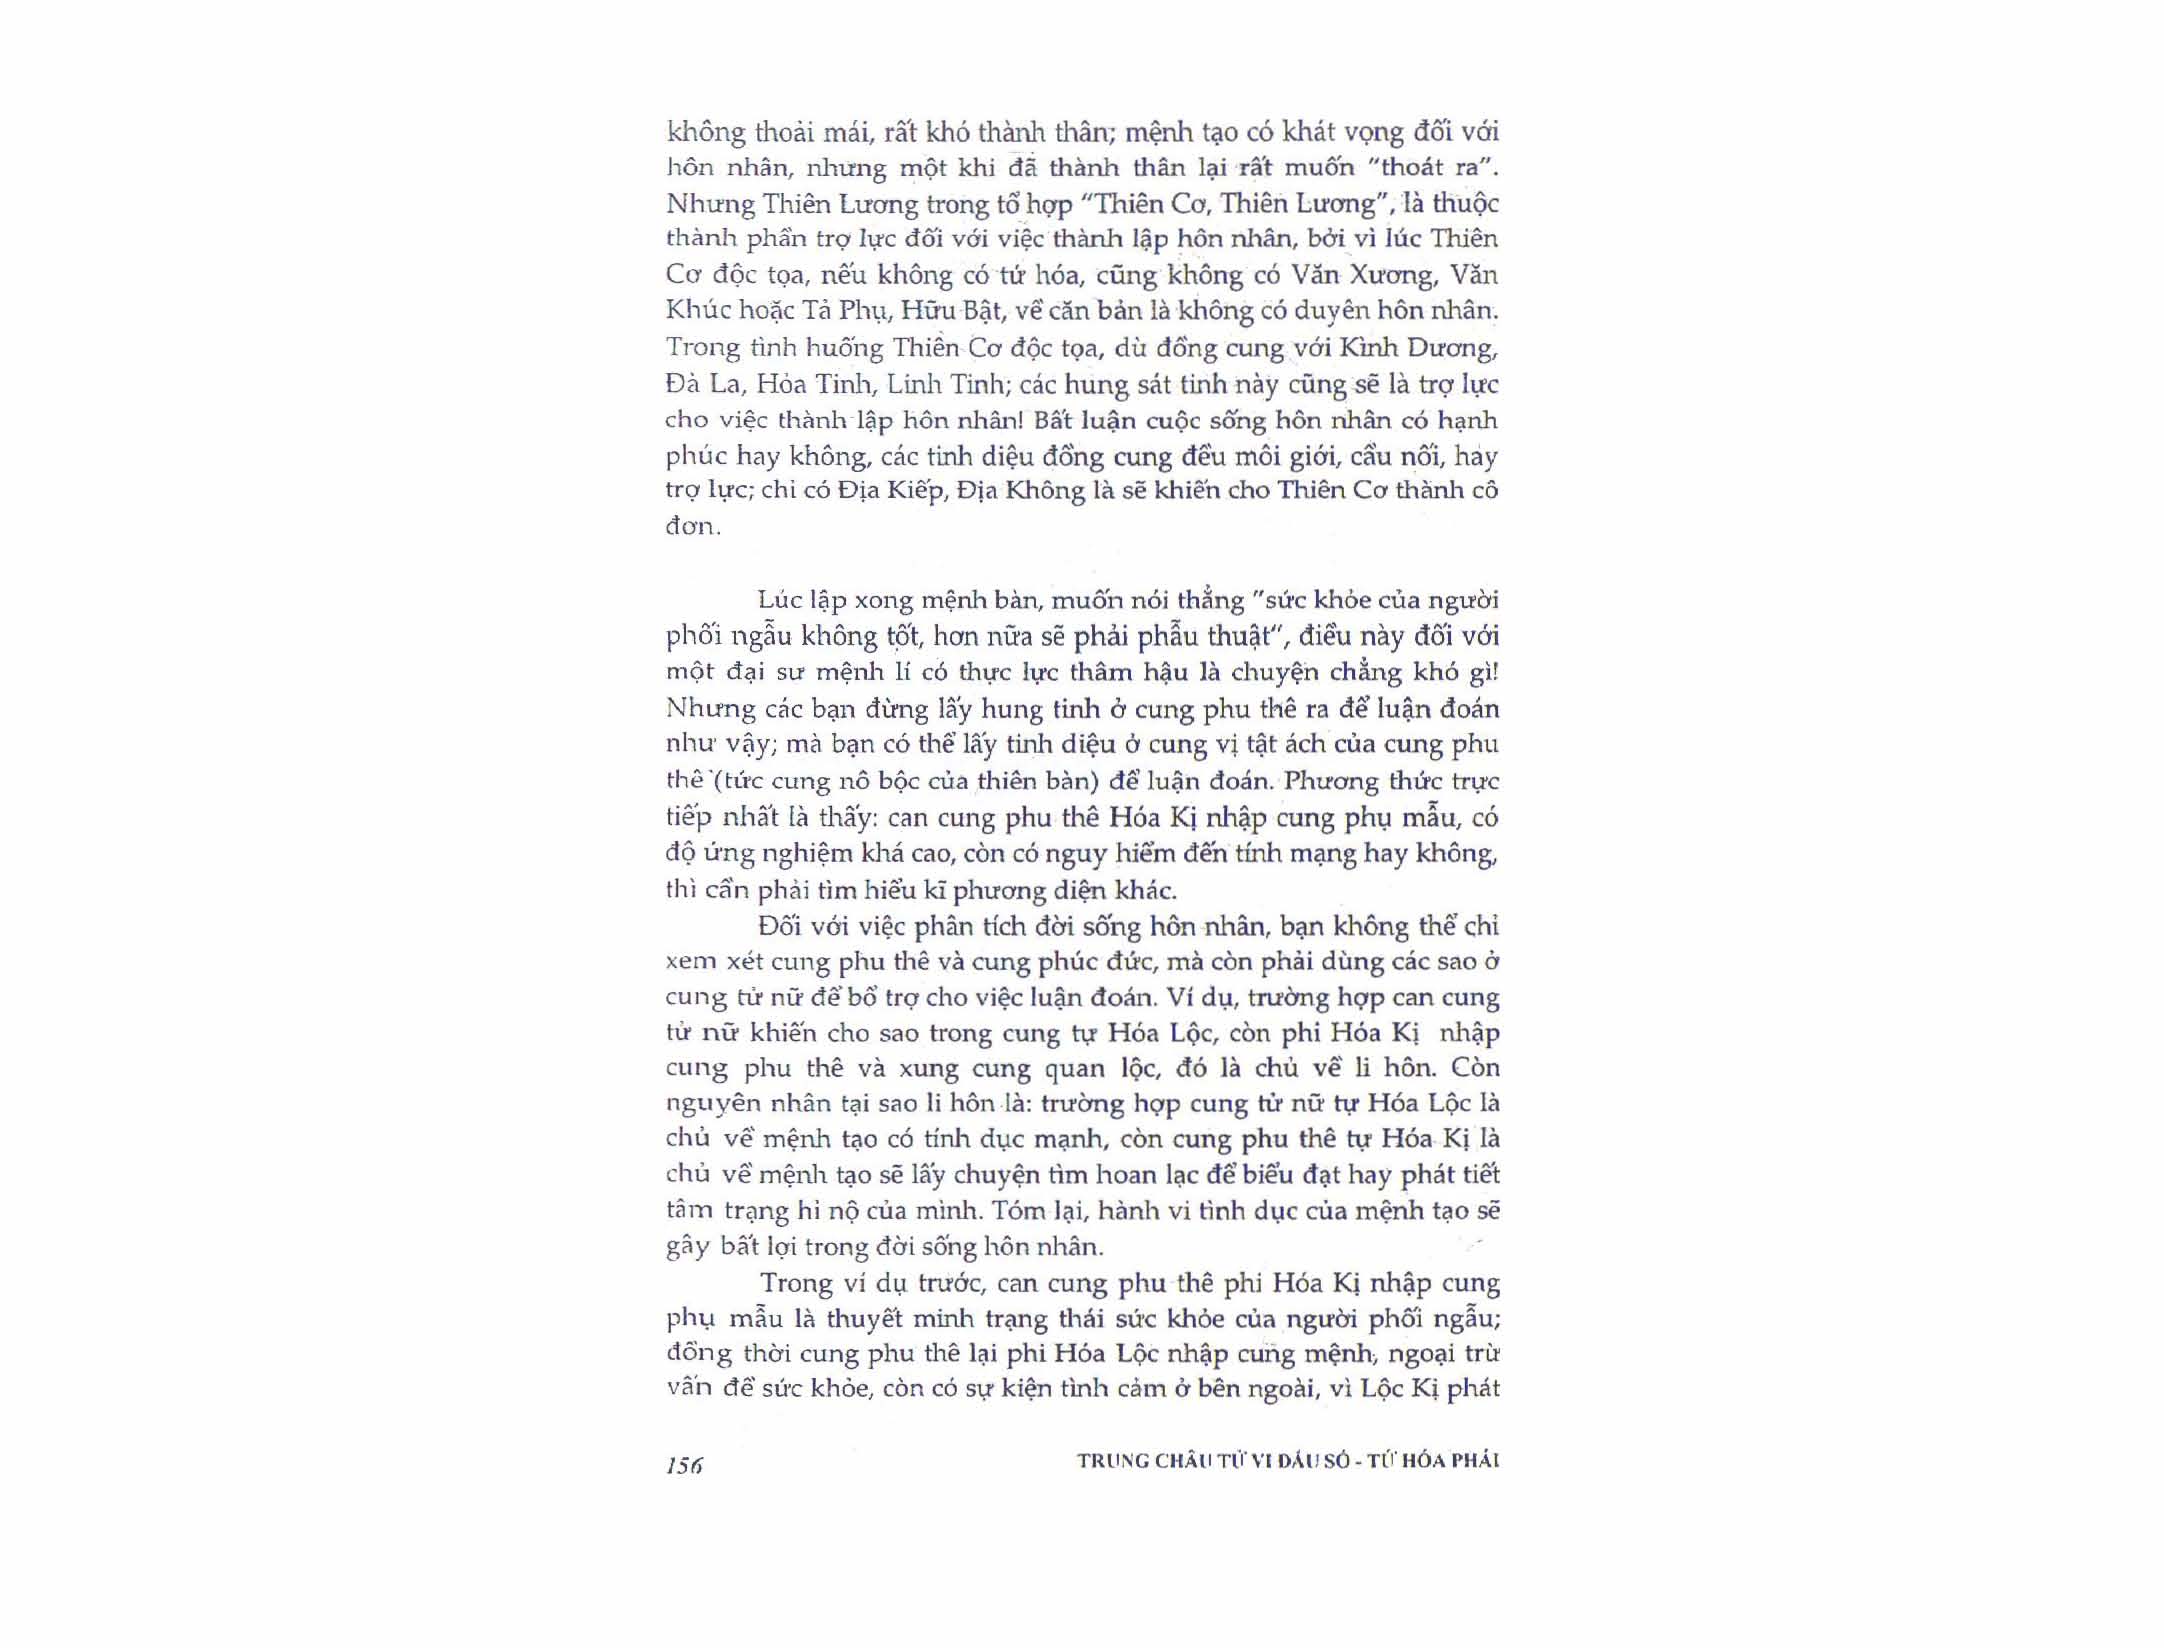 không thoải mái, rất khó thành thân; mệnh tạo có khát vọng đối với
hôn nhân, nhưng một khi đã thành thân lại rất muốn "thoát ra".
Nhưng Thiên Lương trong tổ hợp "Thiên Cơ, Thiên Lương", là thuộc
thành phần trợ lực đối với việc thành lập hôn nhân, bởi vì lúc Thiên
Cơ độc tọa, nếu không có tứ hóa, cũng không có Văn Xương, Văn
Khúc hoặc Tả Phụ, Hữu Bật, về căn bản là không có duyên hôn nhân.
Trong tình huống Thiên Cơ độc tọa, dù đồng cung với Kình Dương,
Đà La, Hỏa Tinh, Linh Tinh; các hung sát tinh này cũng sẽ là trợ lực
cho việc thành lập hôn nhân! Bất luận cuộc sống hôn nhân có hạnh
phúc hay không, các tinh diệu đồng cung đều môi giới, cầu nối, hay
trợ lực; chỉ có Địa Kiếp, Địa Không là sẽ khiến cho Thiên Cơ thành cô
đơn.
Lúc lập xong mệnh bàn, muốn nói thẳng "sức khỏe của người
phối ngẫu không tốt, hơn nữa sẽ phải phẫu thuật", điều này đối với
một đại sư mệnh lí có thực lực thâm hậu là chuyện chẳng khó gì!
Nhưng các bạn đừng lấy hung tinh ở cung phu thê ra để luận đoán
như vậy; mà bạn có thể lấy tinh diệu ở cung vị tật ách của cung phu
thê (tức cung nô bộc của thiên bàn) để luận đoán. Phương thức trực
tiếp nhất là thấy: can cung phu thê Hóa Kị nhập cung phụ mẫu, có
độ ứng nghiệm khá cao, còn có nguy hiểm đến tính mạng hay không,
thì cần phải tìm hiểu kĩ phương diện khác.
Đối với việc phân tích đời sống hôn nhân, bạn không thể chỉ
xem xét cung phu thê và cung phúc đức, mà còn phải dùng các sao ở
cung tử nữ để bổ trợ cho việc luận đoán. Ví dụ, trường hợp can cung
tử nữ khiến cho sao trong cung tự Hóa Lộc, còn phi Hóa Kị nhập
cung phu thê và xung cung quan lộc, đó là chủ về li hôn. Còn
nguyên nhân tại sao li hôn là: trường hợp cung tử nữ tự Hóa Lộc là
chủ về mệnh tạo có tính dục mạnh, còn cung phu thê tự Hóa Kị là
chủ về mệnh tạo sẽ lấy chuyện tìm hoan lạc để biểu đạt hay phát tiết
tâm trạng hỉ nộ của mình. Tóm lại, hành vi tình dục của mệnh tạo sẽ
gây bất lợi trong đời sống hôn nhân.
Trong ví dụ trước, can cung phu thê phi Hóa Kị nhập cung
phụ mẫu là thuyết minh trạng thái sức khỏe của người phối ngẫu;
đồng thời cung phu thê lại phi Hóa Lộc nhập cung mệnh, ngoại trừ
vấn đề sức khỏe, còn có sự kiện tình cảm ở bên ngoài, vì Lộc Kị phát
156 TRUNG CHÂU TỬ VI ĐẨU SỐ - TỨ HÓA PHÁI